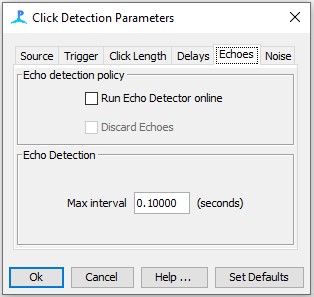 Click Detection Parameters
Source Trigger Click Length Delays Echoes Noise
Echo detection policy
Run Echo Detector online
Discard Echoes
Echo Detection
Max interval 0.10000 (seconds)
Ok Cancel Help ... Set Defaults